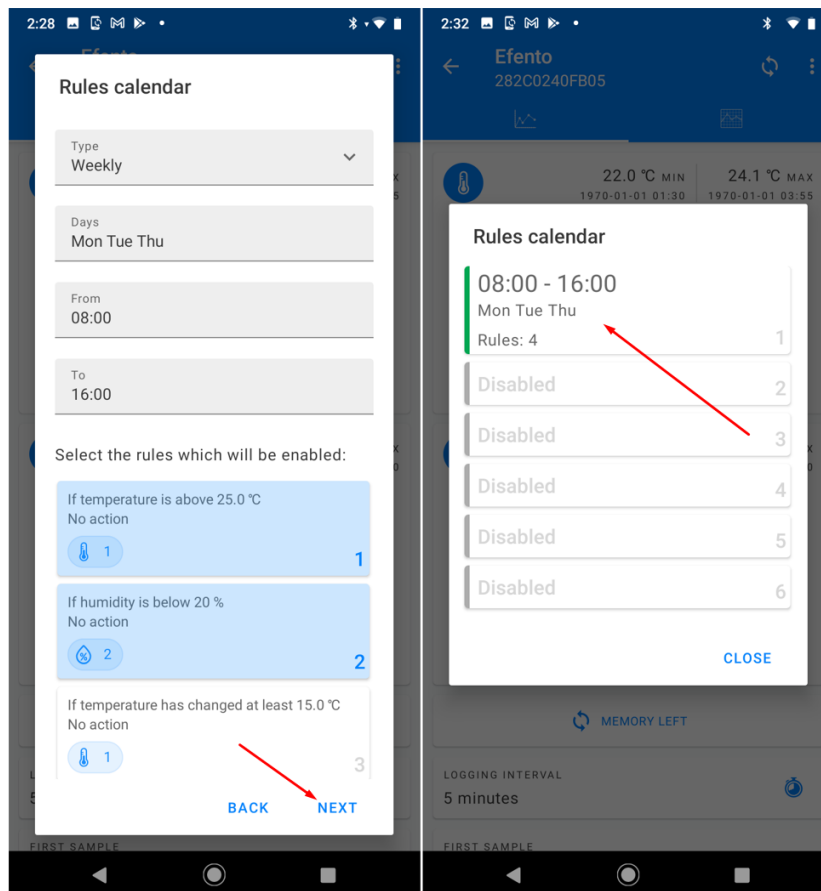 2:28
Efento
Rules calendar
Type
Weekly
Days
Mon Tue Thu
From
08:00
To
16:00
Select the rules which will be enabled:
If temperature is above 25.0 ℃
No action
1
1
If humidity is below 20 %
No action
2
2
If temperature has changed at least 15.0 ℃
No action
1
3
BACK NEXT
FIRST SAMPLE
2:32
Efento
282C0240FB05
22.0 ℃ MIN 24.1 ℃ MAX
1970-01-01 01:30 1970-01-01 03:55
Rules calendar
08:00 - 16:00
Mon Tue Thu
Rules: 4
1
Disabled 2
Disabled 3
Disabled 4
Disabled 5
Disabled 6
CLOSE
MEMORY LEFT
LOGGING INTERVAL
5 minutes
FIRST SAMPLE